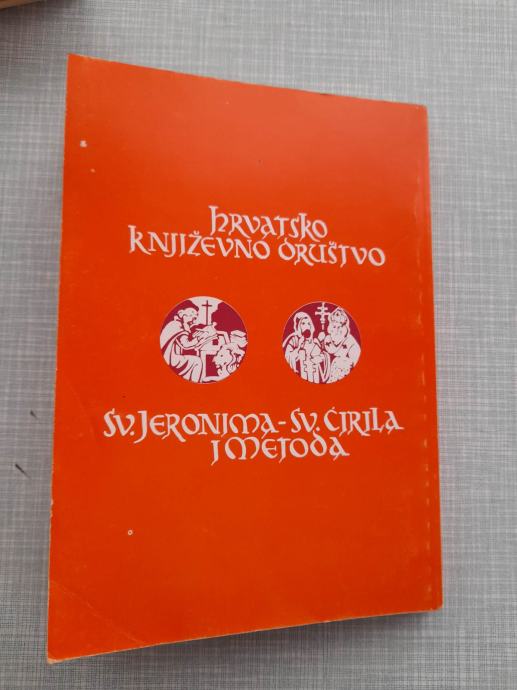 hRVATSKO
KNJIŽEVNO DRUŠTVO
SV. JERONIMA - SV. ĆIRILA
I METODA